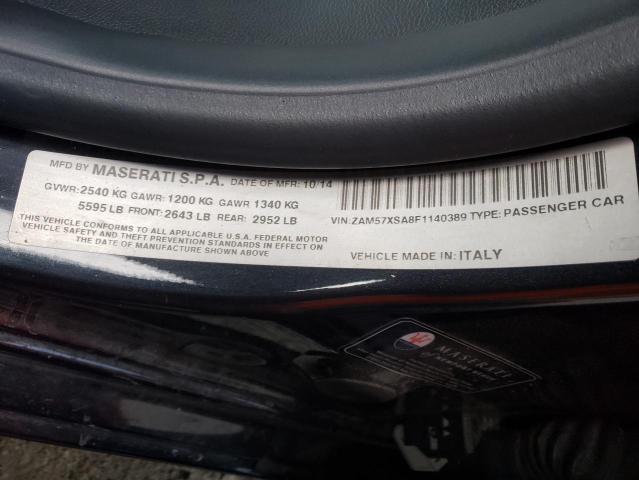 MFD BY MASERATI S.P.A. DATE OF MFR: 10/14
GVWR:2540 KG GAWR: 1200 KG GAWR 1340 KG
5595 LB FRONT: 2643 LB REAR: 2952 LB
CONFORMS TO ALL APPLICABLE U.S.A. FEDERAL MOTOR
VEHICLE SAFETY AND THEFT PREVENTION STANDARDS IN EFFECT ON
THE DATE OF MANUFACTURE SHOWN ABOVE
VIN:ZAM57XSA8F1140389 TYPE: PASSENGER CAR
VEHICLE MADE IN: ITALY
MASERATI